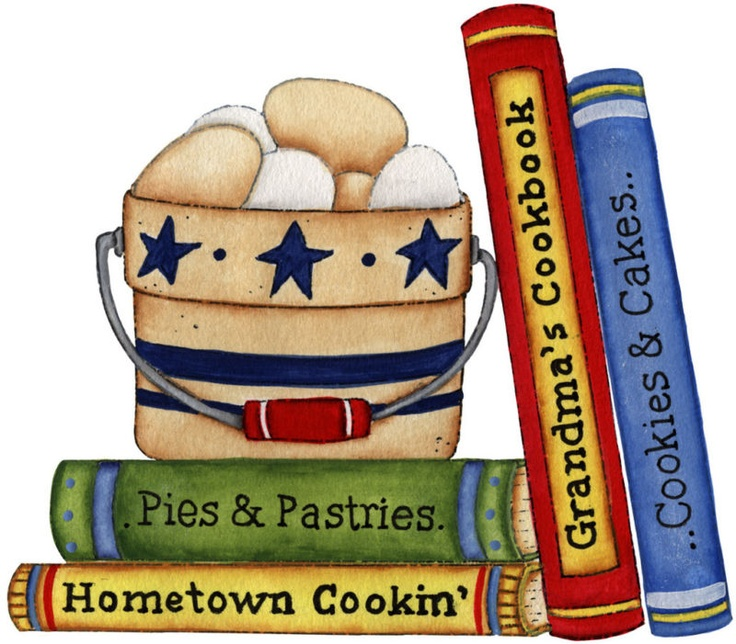 Grandma's Cookbook
..Cookies & Cakes..
.Pies & Pastries.
Hometown Cookin'